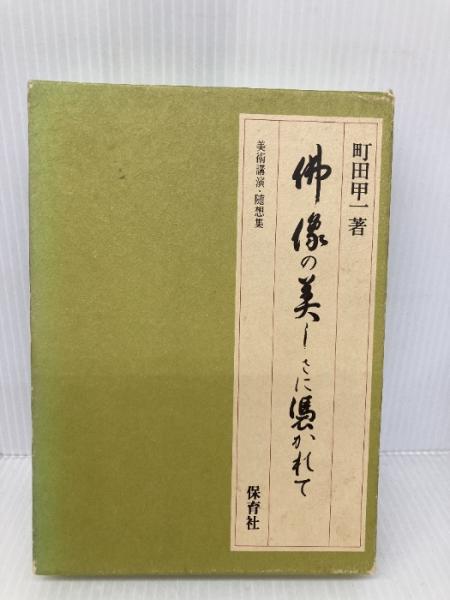 町田甲一著
佛像の美しさに憑かれて
美術講演・随想集
保育社